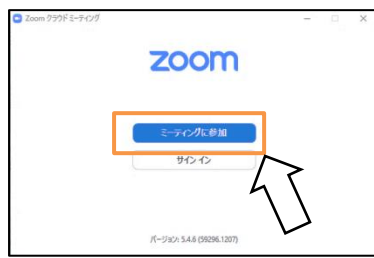 Zoom クラウド ミーティング
zoom
ミーティングに参加
サイン イン
バージョン: 5.4.6 (59296.1207)